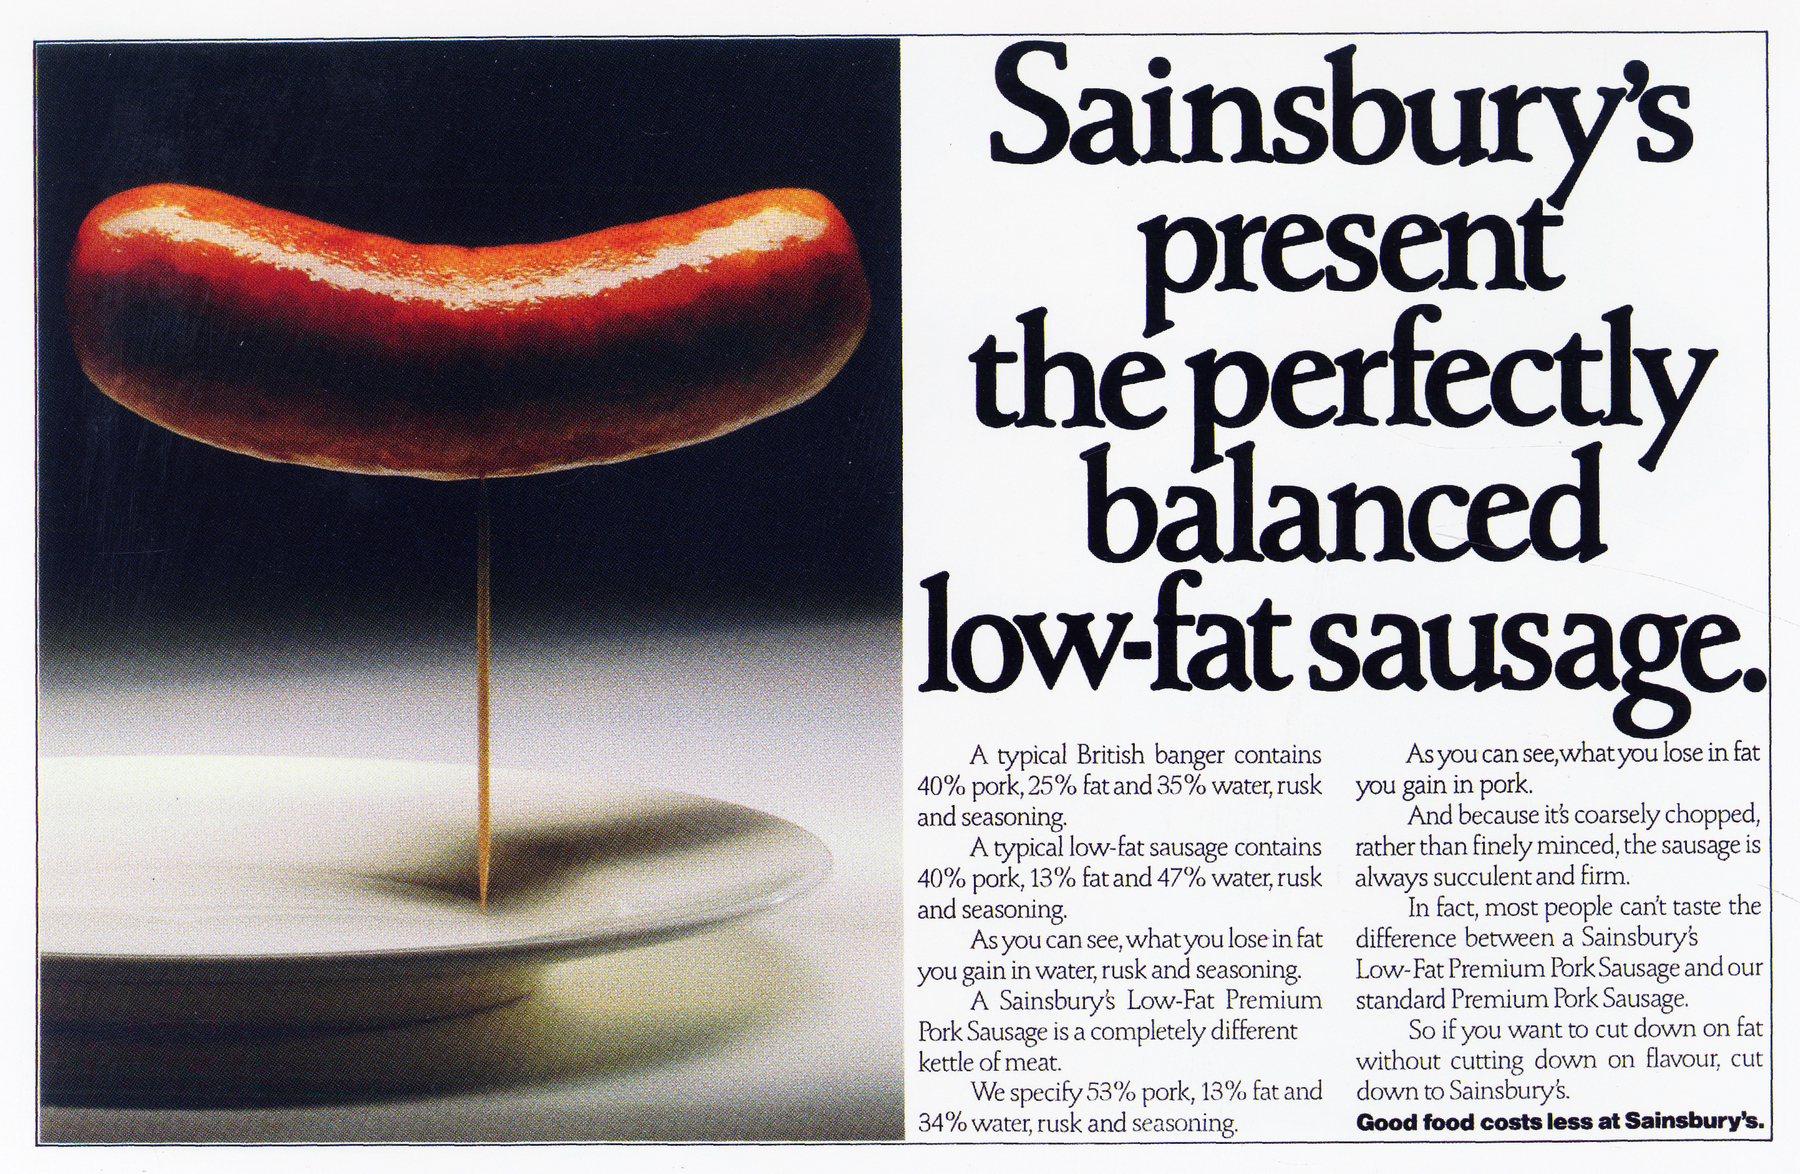 Sainsbury's
present
the perfectly
balanced
low-fat sausage.
A typical British banger contains
40% pork, 25% fat and 35% water, rusk
and seasoning.
A typical low-fat sausage contains
40% pork, 13% fat and 47% water, rusk
and seasoning.
As you can see, what you lose in fat
you gain in water, rusk and seasoning.
A Sainsbury's Low-Fat Premium
Pork Sausage is a completely different
kettle of meat.
We specify 53% pork, 13% fat and
34% water, rusk and seasoning.
As you can see, what you lose in fat
you gain in pork.
And because it's coarsely chopped,
rather than finely minced, the sausage is
always succulent and firm.
In fact, most people can't taste the
difference between a Sainsbury's
Low-Fat Premium Pork Sausage and our
standard Premium Pork Sausage.
So if you want to cut down on fat
without cutting down on flavour, cut
down to Sainsbury's.
Good food costs less at Sainsbury's.